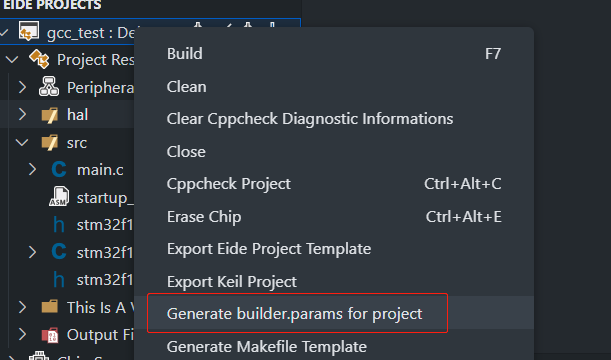 EIDE PROJECTS
gcc_test :
Project Res
Periphera
hal
src
main.c
startup_
stm32f1
stm32f1
stm32f1
This Is A V
Output Fi
Build F7
Clean
Clear Cppcheck Diagnostic Informations
Close
Cppcheck Project Ctrl+Alt+C
Erase Chip Ctrl+Alt+E
Export Eide Project Template
Export Keil Project
Generate builder.params for project
Generate Makefile Template